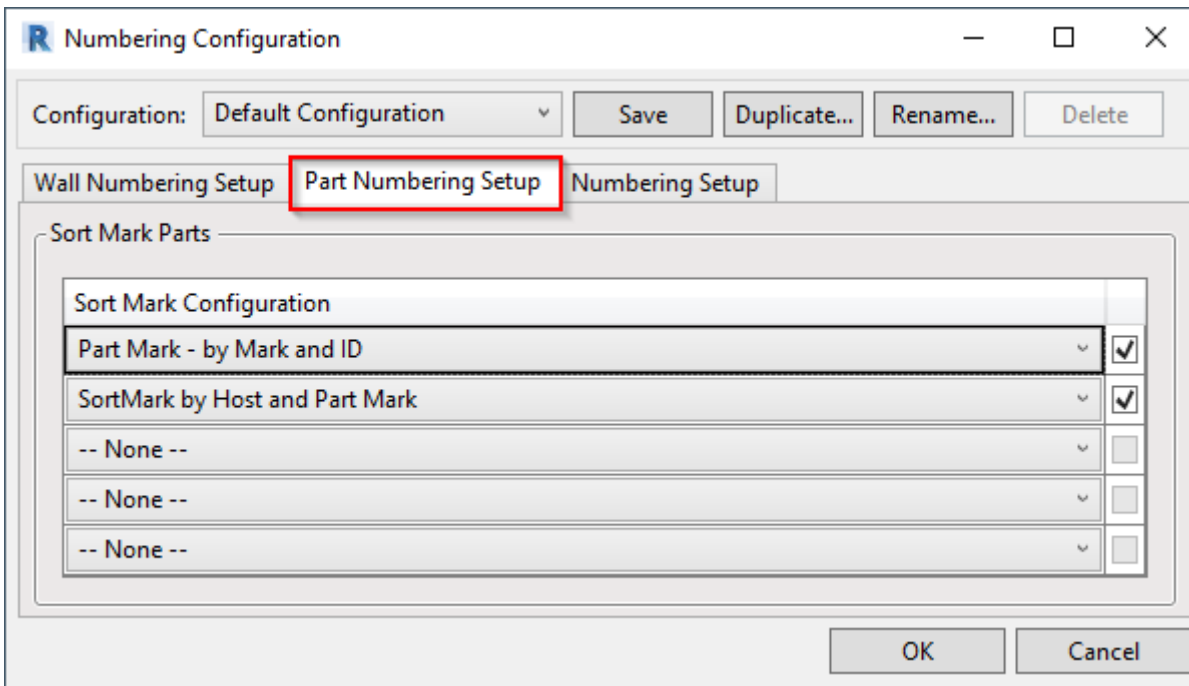 Numbering Configuration
Configuration: Default Configuration Save Duplicate... Rename... Delete
Wall Numbering Setup Part Numbering Setup Numbering Setup
Sort Mark Parts
Sort Mark Configuration
Part Mark - by Mark and ID
SortMark by Host and Part Mark
-- None --
-- None --
-- None --
OK Cancel